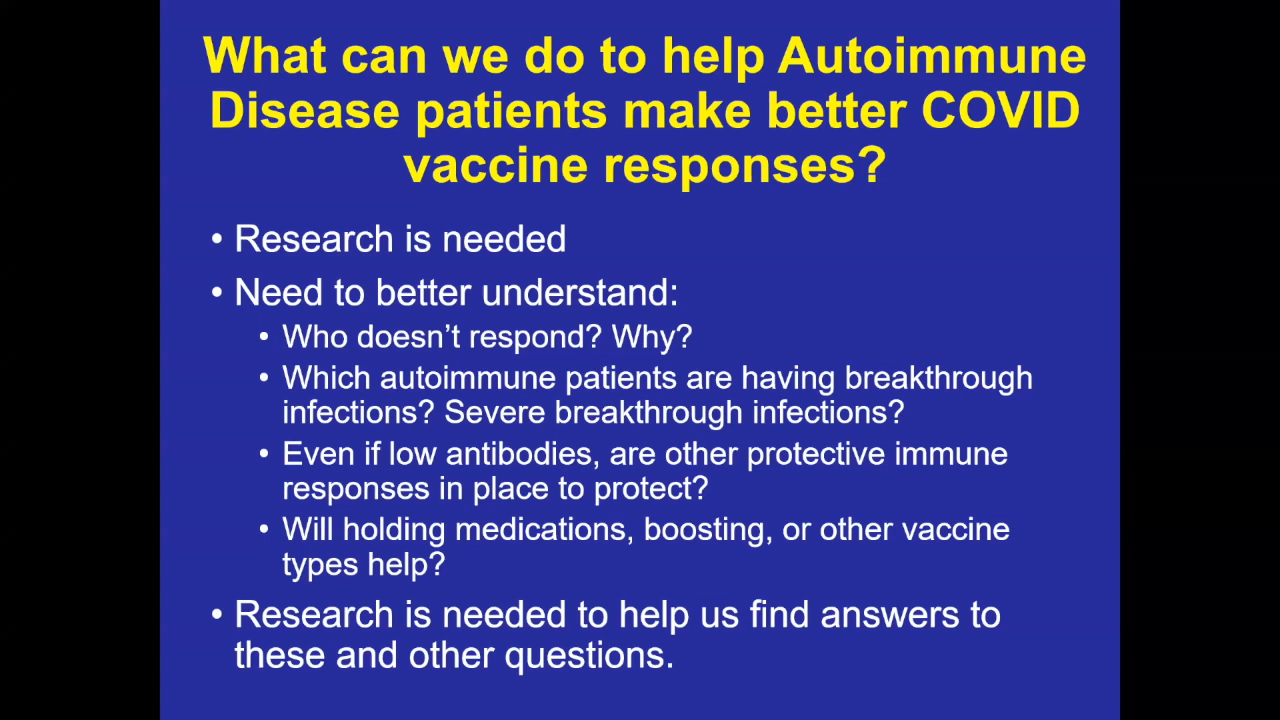 What can we do to help Autoimmune
Disease patients make better COVID
vaccine responses?
• Research is needed
• Need to better understand:
• Who doesn’t respond? Why?
• Which autoimmune patients are having breakthrough
infections? Severe breakthrough infections?
• Even if low antibodies, are other protective immune
responses in place to protect?
• Will holding medications, boosting, or other vaccine
types help?
• Research is needed to help us find answers to
these and other questions.